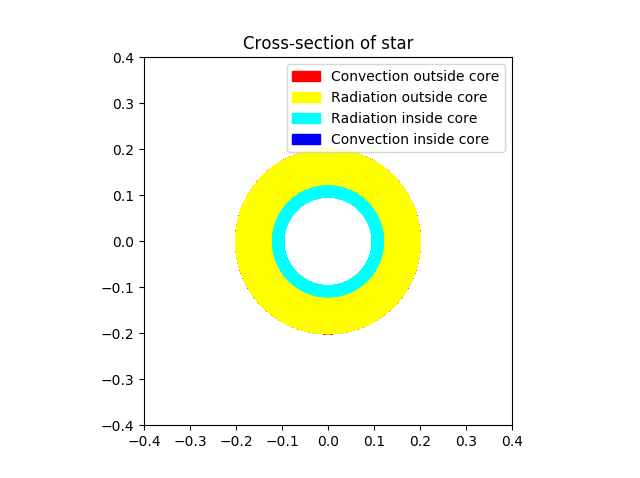 Cross-section of star
Convection outside core
Radiation outside core
Radiation inside core
Convection inside core
0.4
0.3
0.2
0.1
0.0
−0.1
−0.2
−0.3
−0.4
−0.4 −0.3 −0.2 −0.1 0.0 0.1 0.2 0.3 0.4